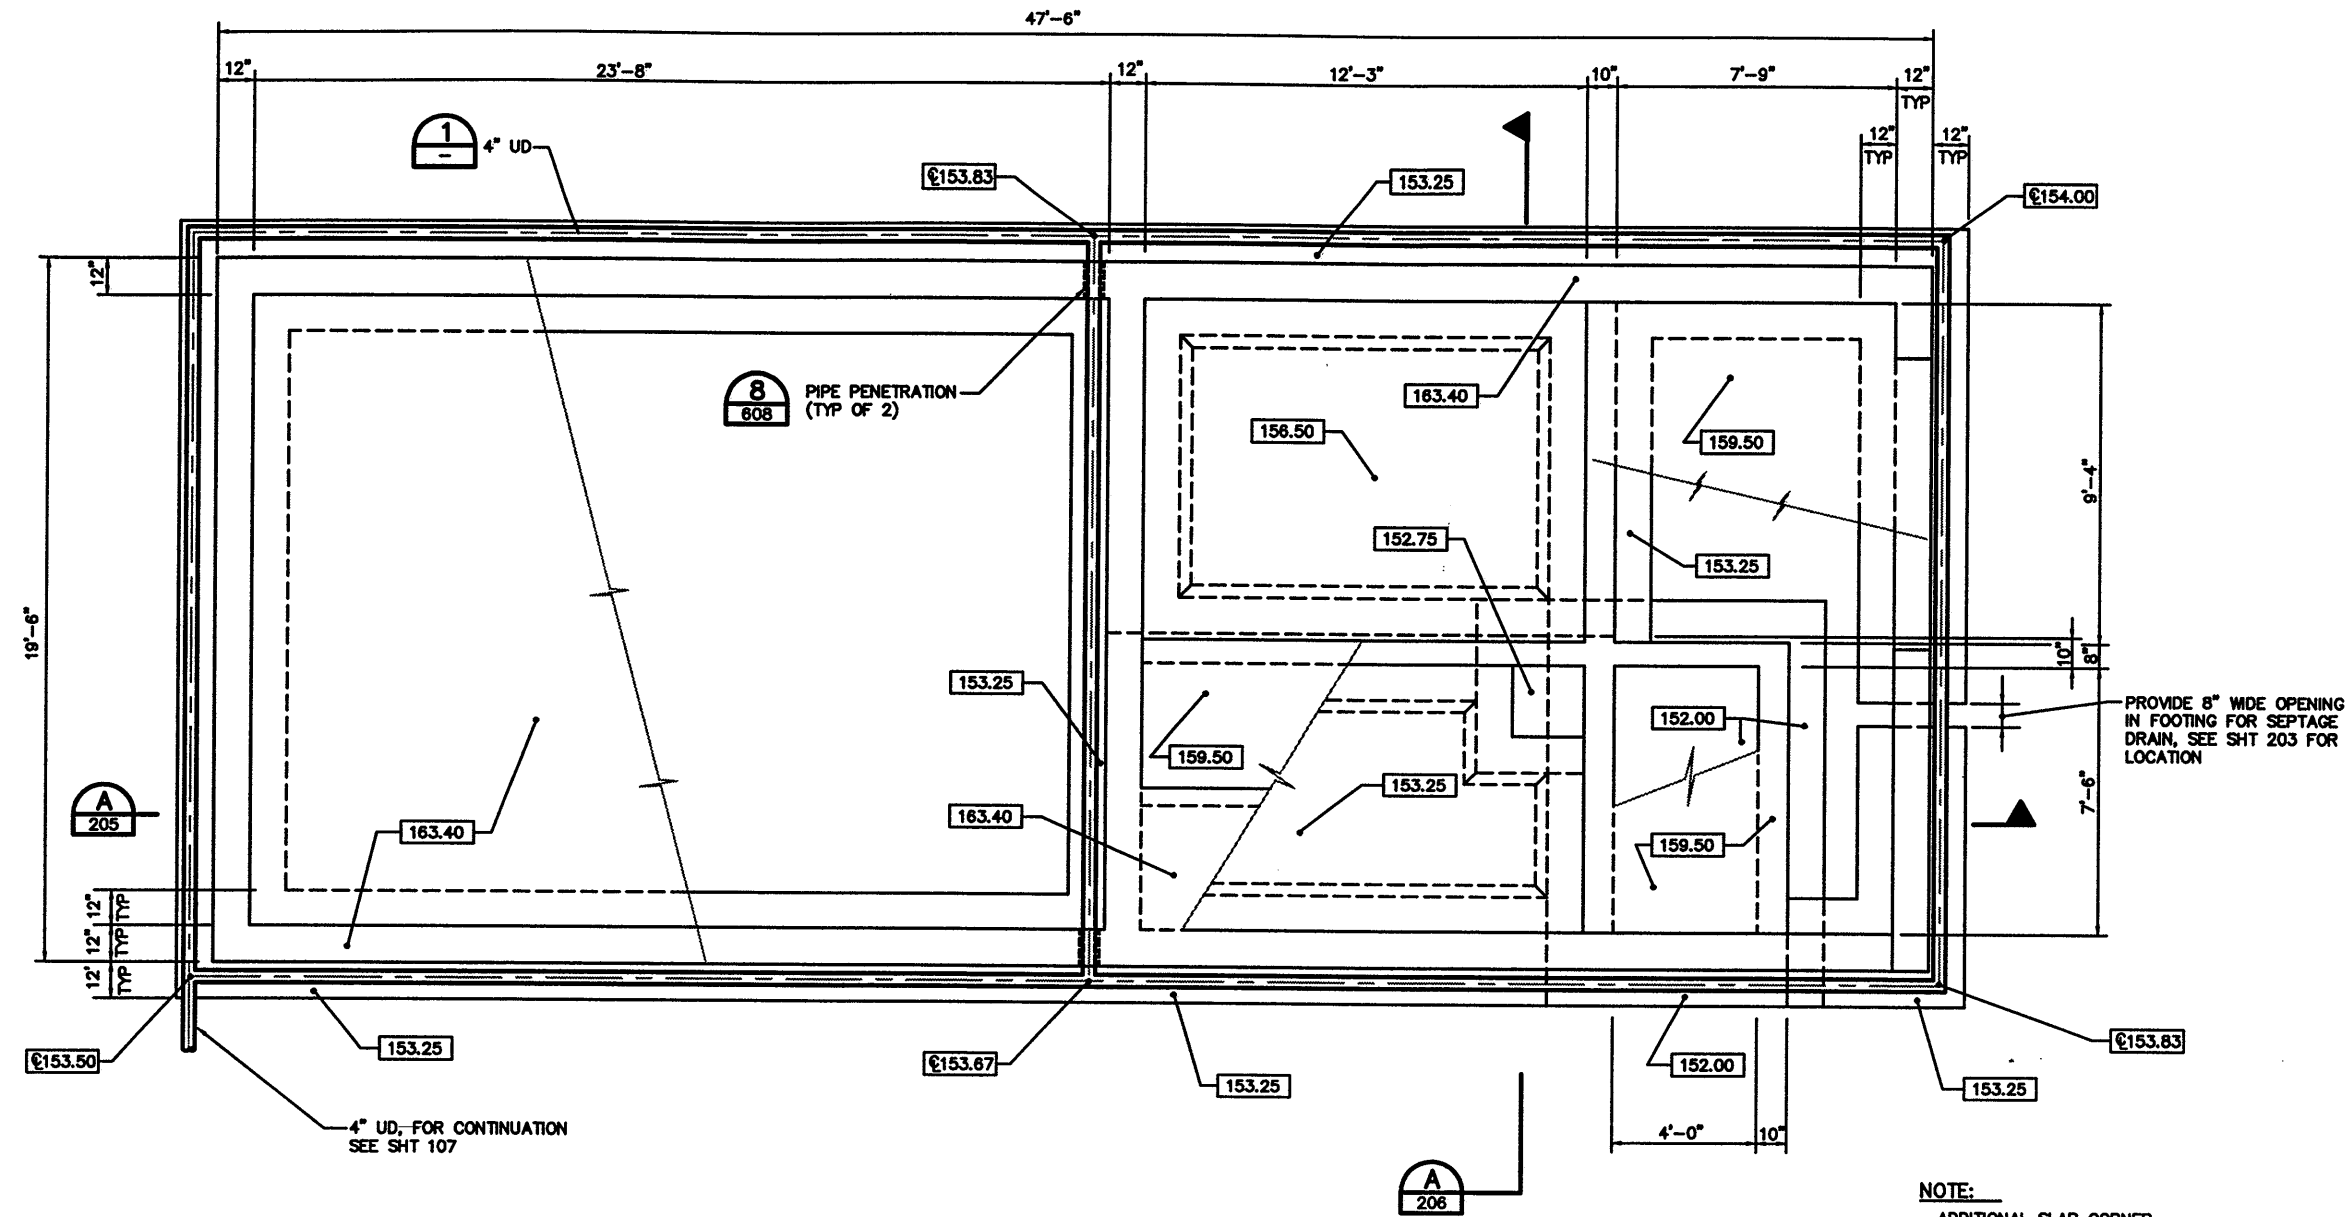 47'-6"
12"
23'-8"
12"
12'-3"
10"
7'-9"
12"
TYP
12"
TYP
12"
TYP
1
-
4" UD
℄153.83
153.25
℄154.00
12"
8
608
PIPE PENETRATION
(TYP OF 2)
163.40
156.50
159.50
9'-4"
152.75
153.25
19'-6"
10"
8"
153.25
152.00
PROVIDE 8" WIDE OPENING
IN FOOTING FOR SEPTAGE
DRAIN, SEE SHT 203 FOR
LOCATION
159.50
153.25
A
205
163.40
163.40
159.50
7'-6"
12"
TYP
12"
TYP
12"
TYP
℄153.50
153.25
℄153.67
153.25
152.00
℄153.83
153.25
4" UD, FOR CONTINUATION
SEE SHT 107
4'-0"
10"
A
206
NOTE:
ADDITIONAL SLAB CORNER